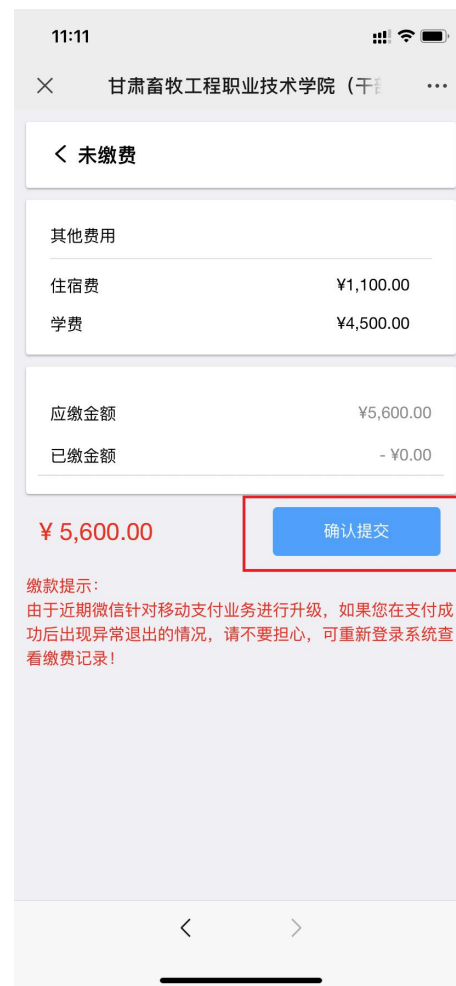 11:11
甘肃畜牧工程职业技术学院（干
未缴费
其他费用
住宿费 ¥1,100.00
学费 ¥4,500.00
应缴金额 ¥5,600.00
已缴金额 - ¥0.00
¥ 5,600.00 确认提交
缴款提示：
由于近期微信针对移动支付业务进行升级，如果您在支付成
功后出现异常退出的情况，请不要担心，可重新登录系统查
看缴费记录！